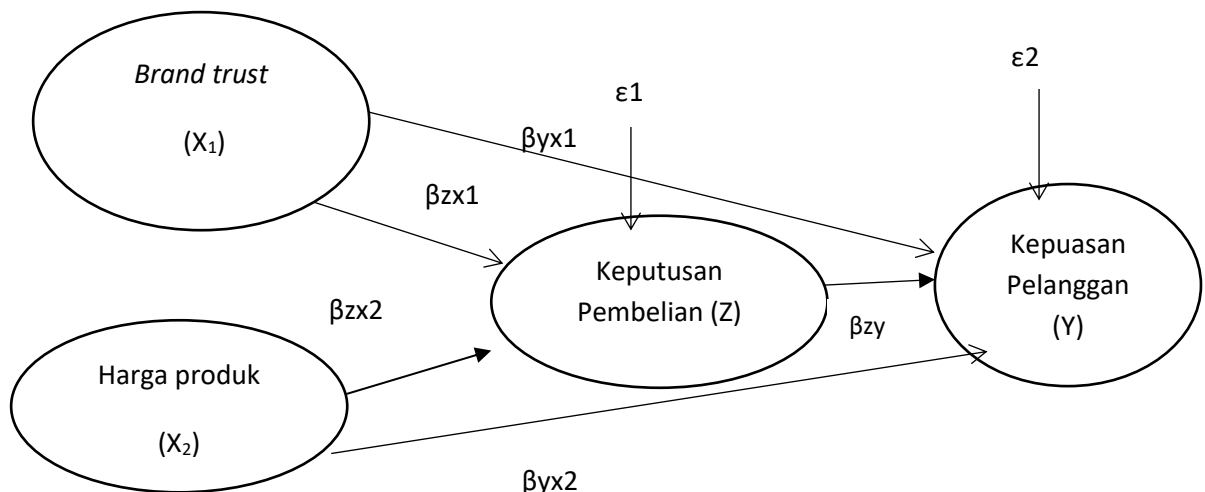 Brand trust
(X₁)
ε1
ε2
βyx1
βzx1
Keputusan
Pembelian (Z)
Kepuasan
Pelanggan
(Y)
βzx2
βzy
Harga produk
(X₂)
βyx2